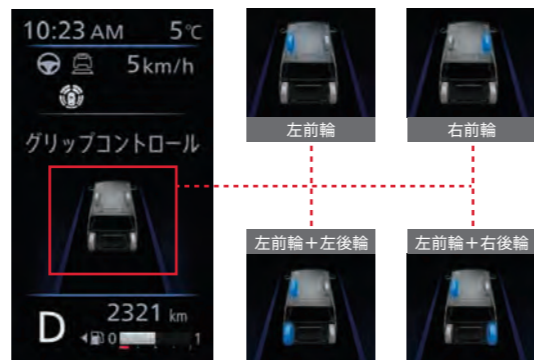 10:23 AM 5℃
5km/h
グリップコントロール
D 2321 km
0 1
左前輪
右前輪
左前輪+左後輪
左前輪+右後輪